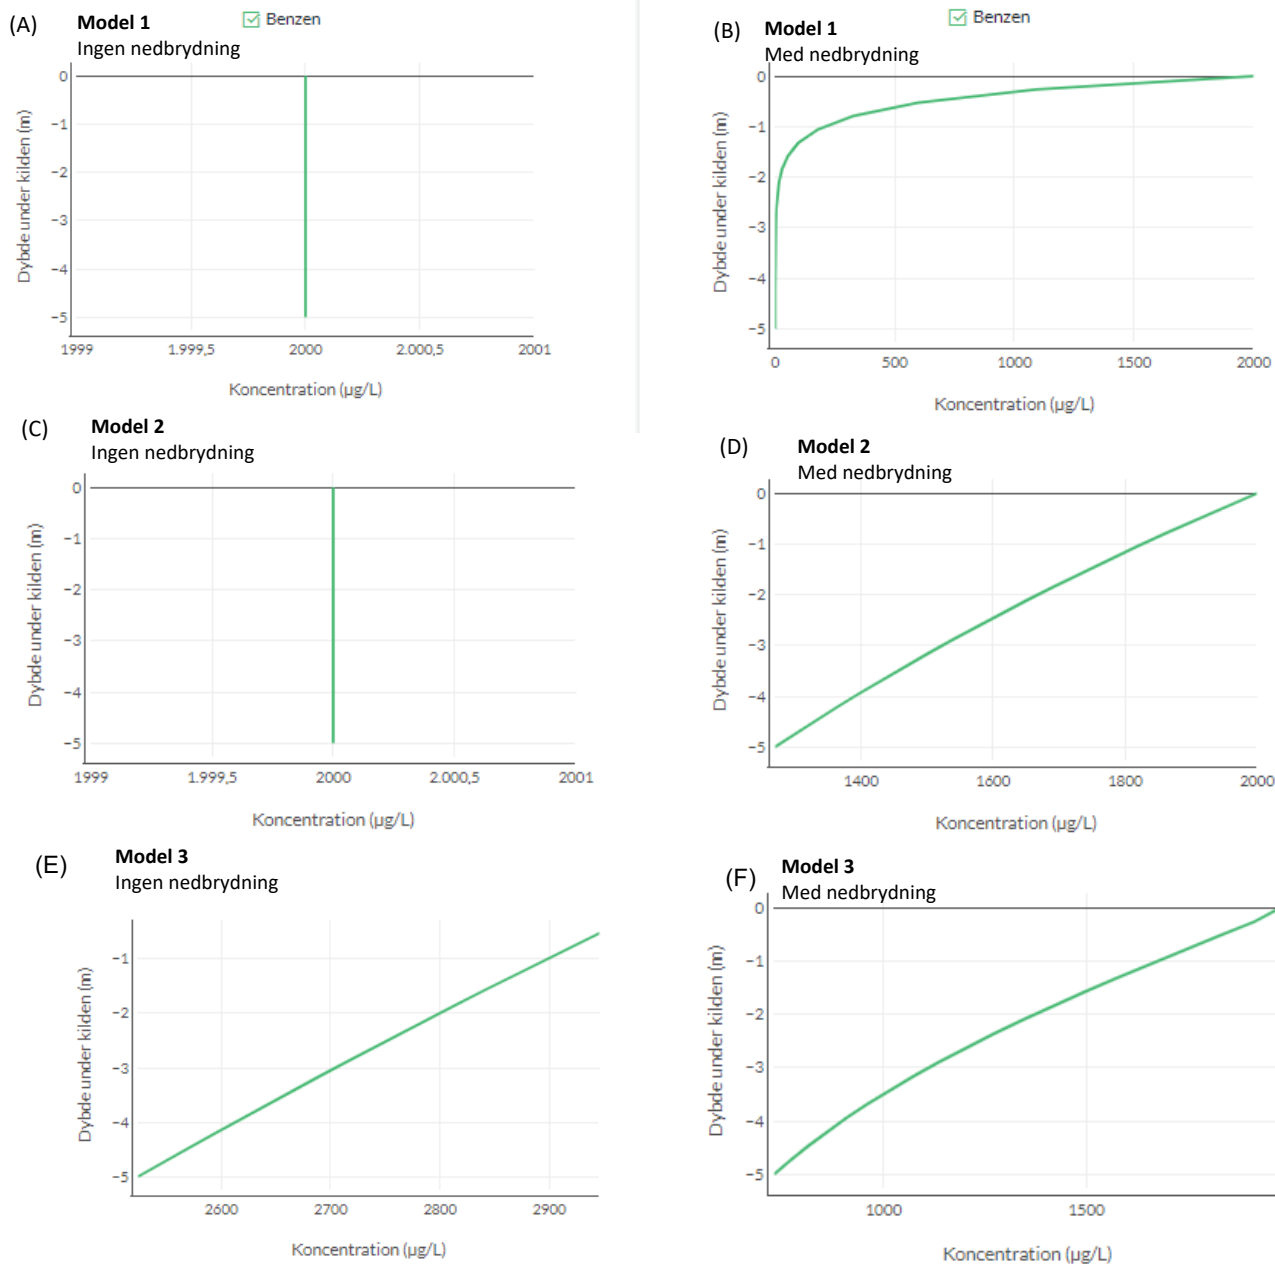 (A)
Model 1
Ingen nedbrydning
Benzen
Dybde under kilden (m)
0
−1
−2
−3
−4
−5
1999
1.999,5
2000
2.000,5
2001
Koncentration (µg/L)
(B)
Model 1
Med nedbrydning
Benzen
Dybde under kilden (m)
0
−1
−2
−3
−4
−5
0
500
1000
1500
2000
Koncentration (µg/L)
(C)
Model 2
Ingen nedbrydning
Dybde under kilden (m)
0
−1
−2
−3
−4
−5
1999
1.999,5
2000
2.000,5
2001
Koncentration (µg/L)
(D)
Model 2
Med nedbrydning
Dybde under kilden (m)
0
−1
−2
−3
−4
−5
1400
1600
1800
2000
Koncentration (µg/L)
(E)
Model 3
Ingen nedbrydning
Dybde under kilden (m)
−1
−2
−3
−4
−5
2600
2700
2800
2900
Koncentration (µg/L)
(F)
Model 3
Med nedbrydning
Dybde under kilden (m)
0
−1
−2
−3
−4
−5
1000
1500
Koncentration (µg/L)